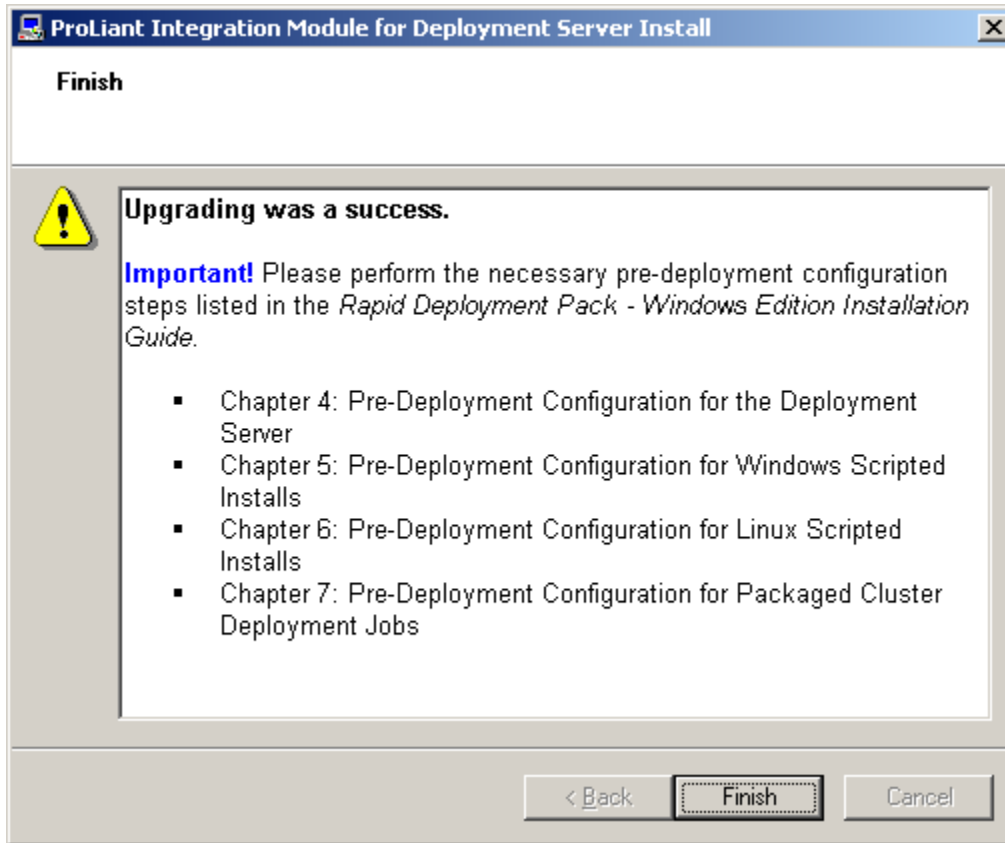 ProLiant Integration Module for Deployment Server Install
Finish
Upgrading was a success.
Important! Please perform the necessary pre-deployment configuration
steps listed in the Rapid Deployment Pack - Windows Edition Installation
Guide.
▪ Chapter 4: Pre-Deployment Configuration for the Deployment
Server
▪ Chapter 5: Pre-Deployment Configuration for Windows Scripted
Installs
▪ Chapter 6: Pre-Deployment Configuration for Linux Scripted
Installs
▪ Chapter 7: Pre-Deployment Configuration for Packaged Cluster
Deployment Jobs
< Back Finish Cancel